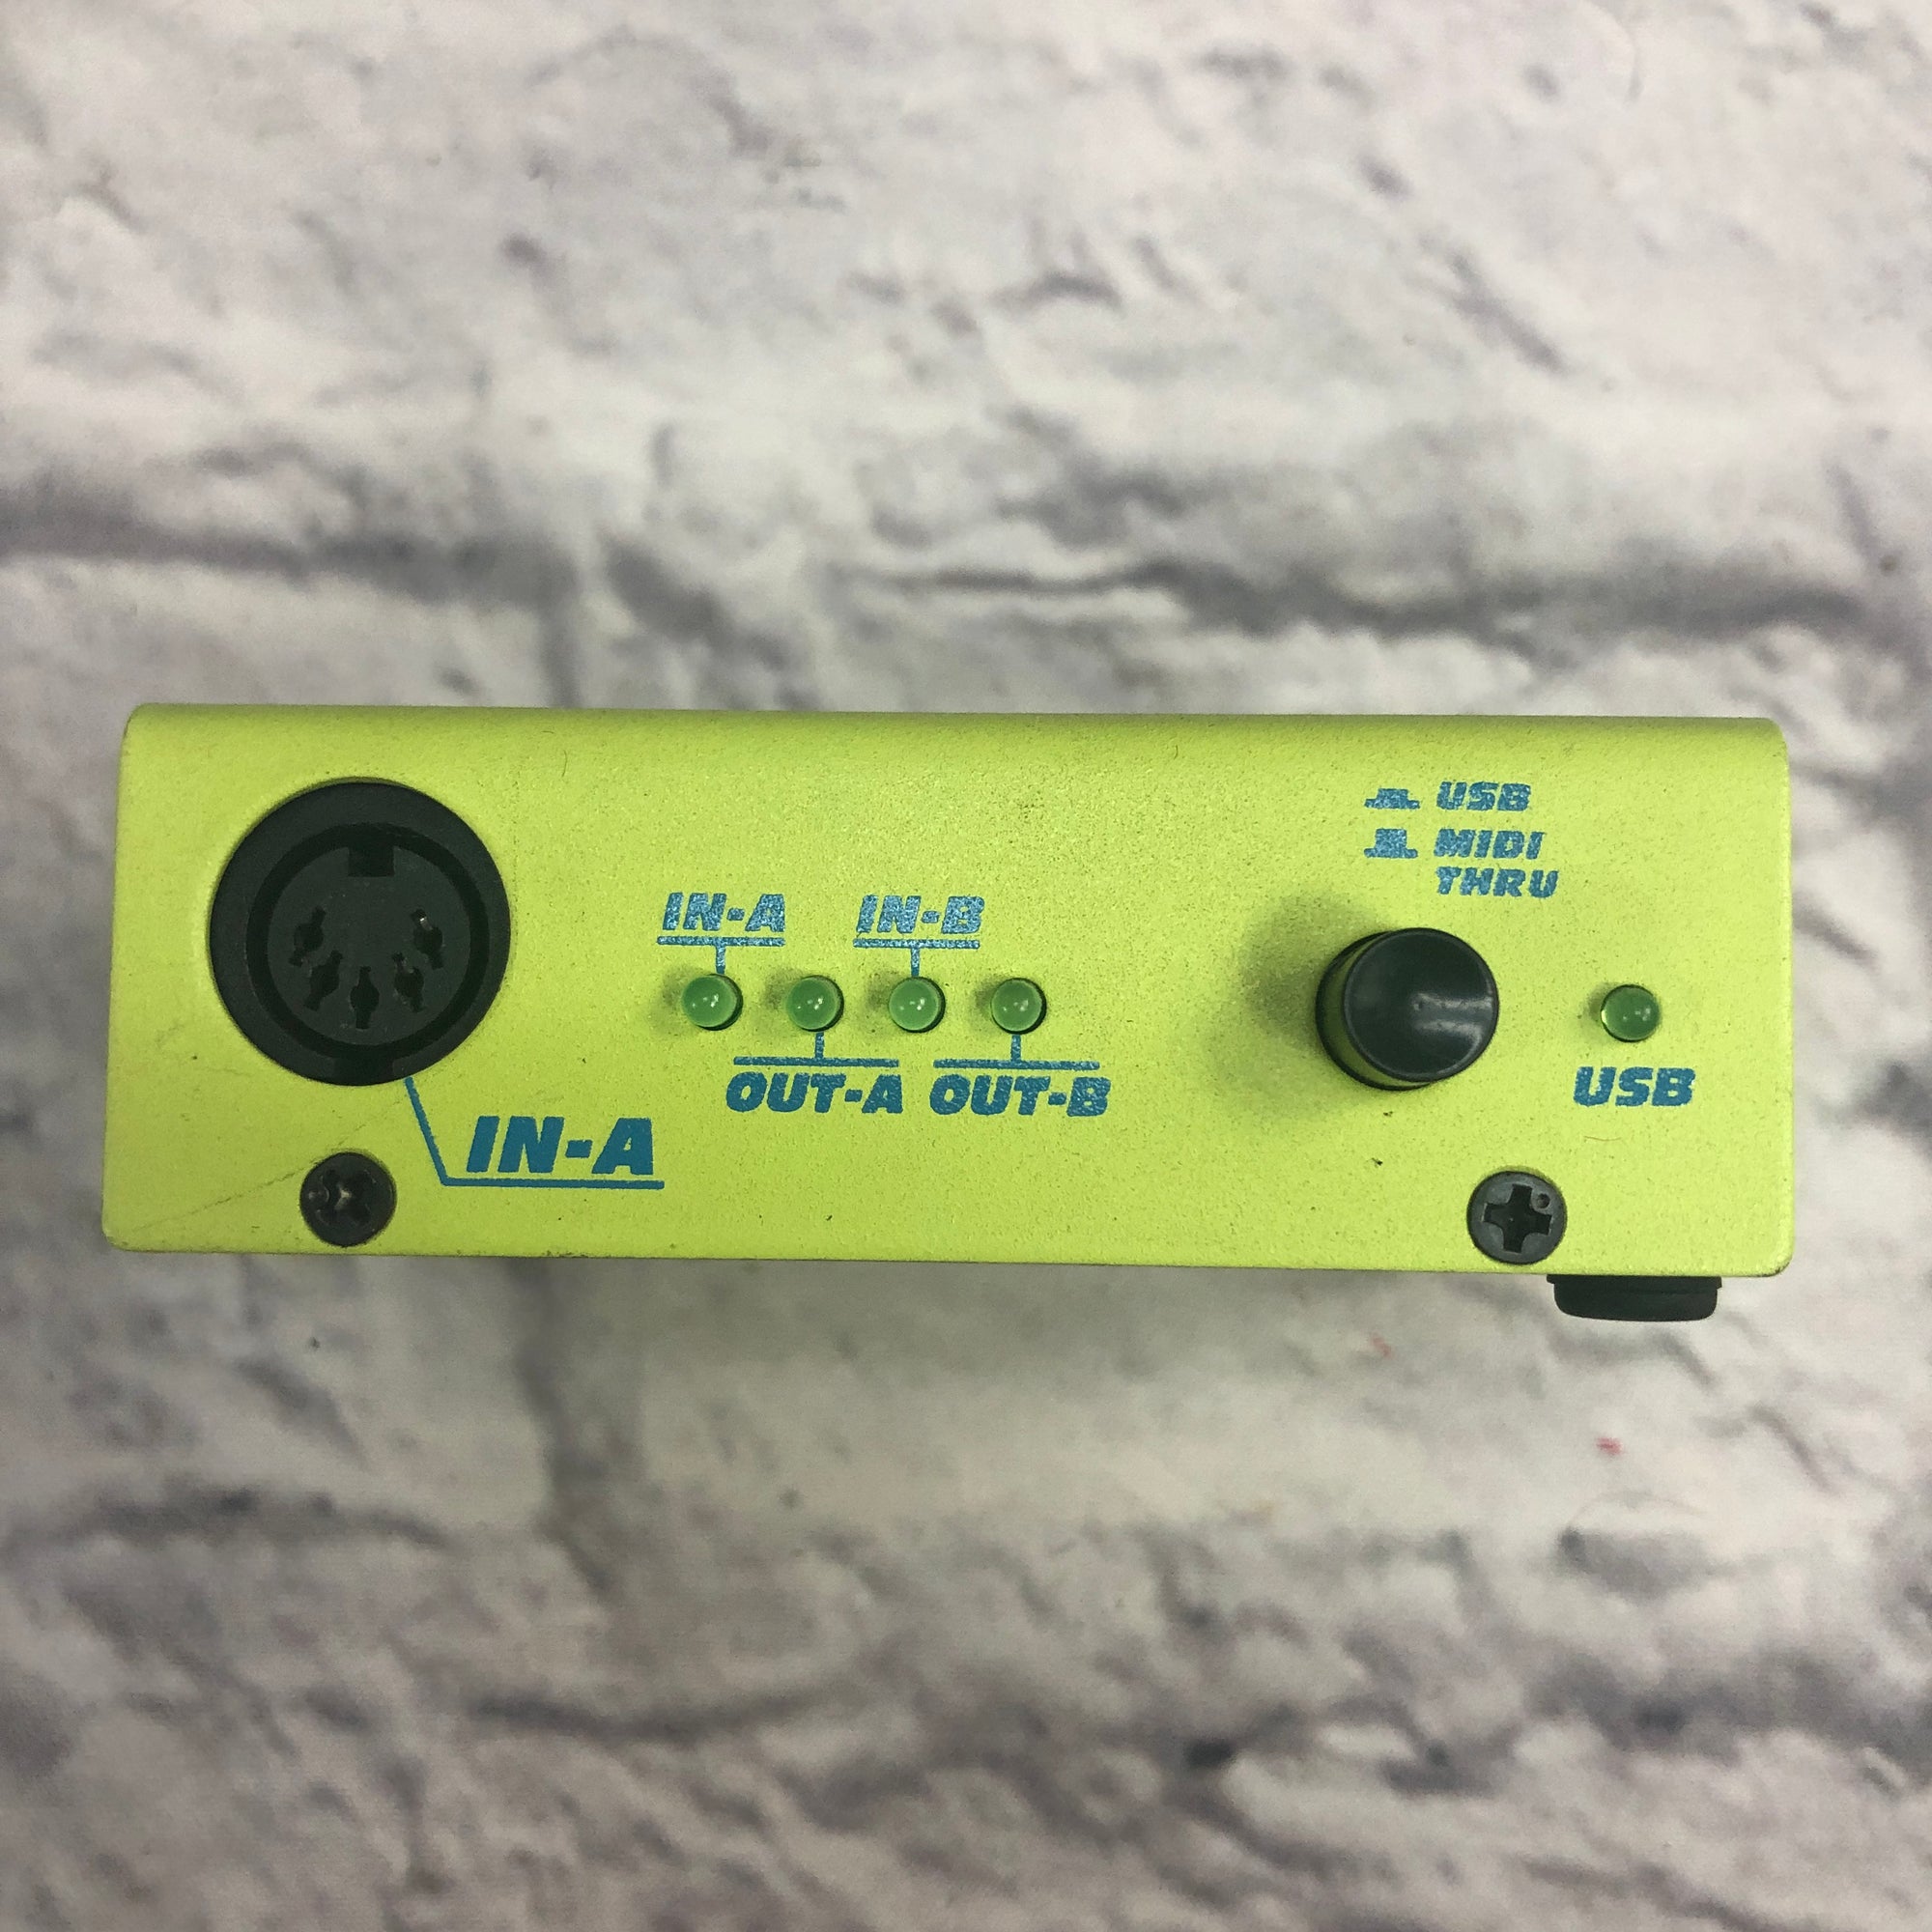 USB
MIDI
THRU
IN-A IN-B
OUT-A OUT-B
USB
IN-A